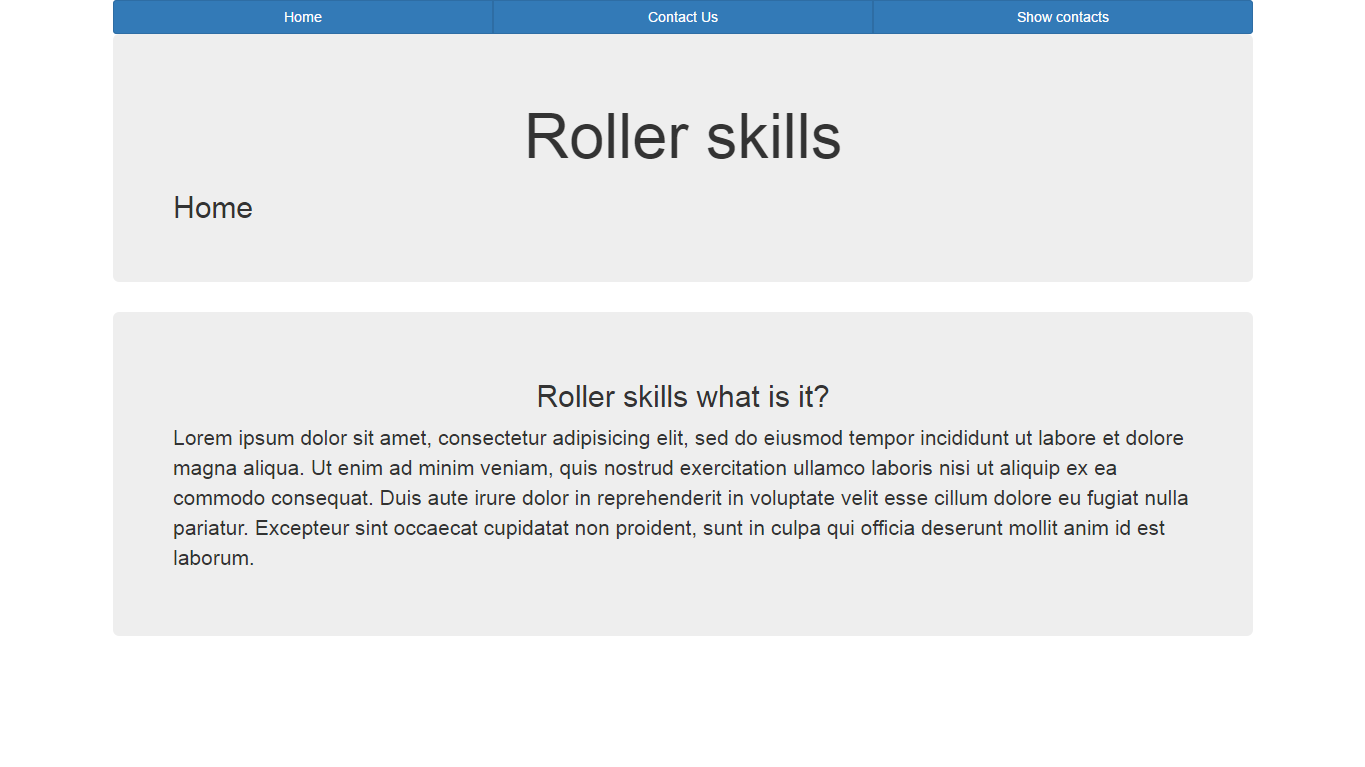 Home
Contact Us
Show contacts
Roller skills
Home
Roller skills what is it?
Lorem ipsum dolor sit amet, consectetur adipisicing elit, sed do eiusmod tempor incididunt ut labore et dolore
magna aliqua. Ut enim ad minim veniam, quis nostrud exercitation ullamco laboris nisi ut aliquip ex ea
commodo consequat. Duis aute irure dolor in reprehenderit in voluptate velit esse cillum dolore eu fugiat nulla
pariatur. Excepteur sint occaecat cupidatat non proident, sunt in culpa qui officia deserunt mollit anim id est
laborum.